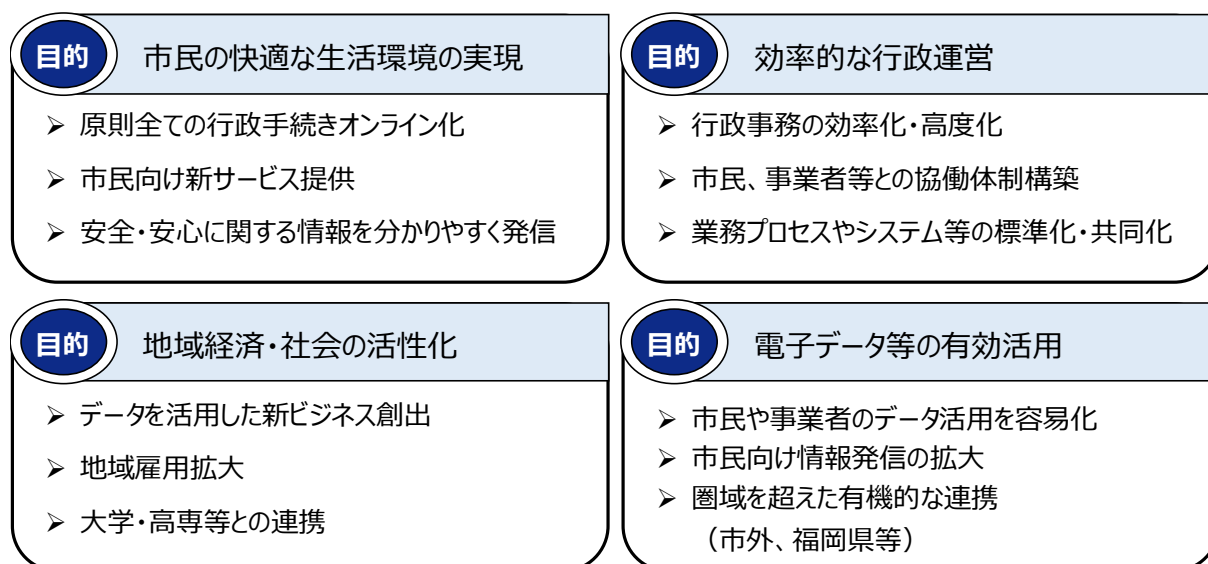 目的 市民の快適な生活環境の実現
➢ 原則全ての行政手続きオンライン化
➢ 市民向け新サービス提供
➢ 安全・安心に関する情報を分かりやすく発信
目的 効率的な行政運営
➢ 行政事務の効率化・高度化
➢ 市民、事業者等との協働体制構築
➢ 業務プロセスやシステム等の標準化・共同化
目的 地域経済・社会の活性化
➢ データを活用した新ビジネス創出
➢ 地域雇用拡大
➢ 大学・高専等との連携
目的 電子データ等の有効活用
➢ 市民や事業者のデータ活用を容易化
➢ 市民向け情報発信の拡大
➢ 圏域を超えた有機的な連携
（市外、福岡県等）